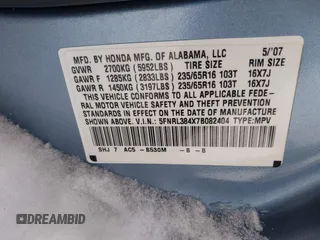 MFD. BY HONDA MFG. OF ALABAMA, LLC 5/'07
GVWR 2700KG (5952LBS) TIRE SIZE RIM SIZE
GAWR F 1285KG (2833LBS) 235/65R16 103T 16X7J
GAWR R 1450KG (3197LBS) 235/65R16 103T 16X7J
THIS VEHICLE CONFORMS TO ALL APPLICABLE FEDE-
RAL MOTOR VEHICLE SAFETY AND THEFT PREVENTION
STANDARDS IN EFFECT ON THE DATE OF MANUFACTURE
SHOWN ABOVE. V.I.N.: 5FNRL384X7B082404 TYPE:MPV
SHJ 7 AC5- B530M - B - B
DREAMBID